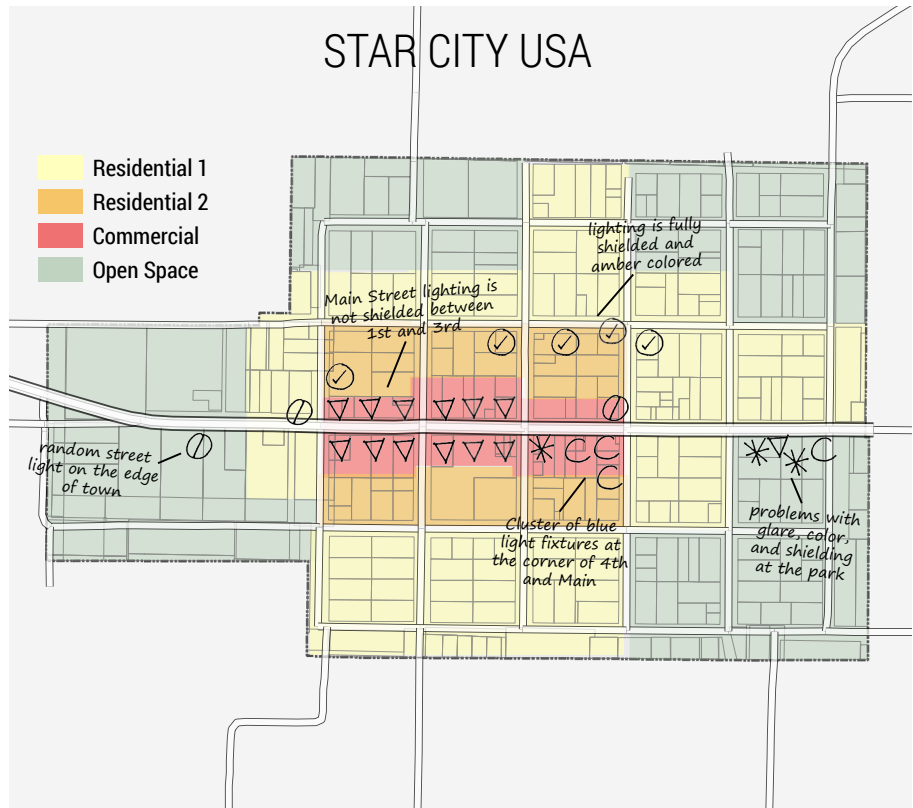 STAR CITY USA
Residential 1
Residential 2
Commercial
Open Space
lighting is fully
shielded and
amber colored
Main Street lighting is
not shielded between
1st and 3rd
random street
light on the edge
of town
Cluster of blue
light fixtures at
the corner of 4th
and Main
problems with
glare, color,
and shielding
at the park